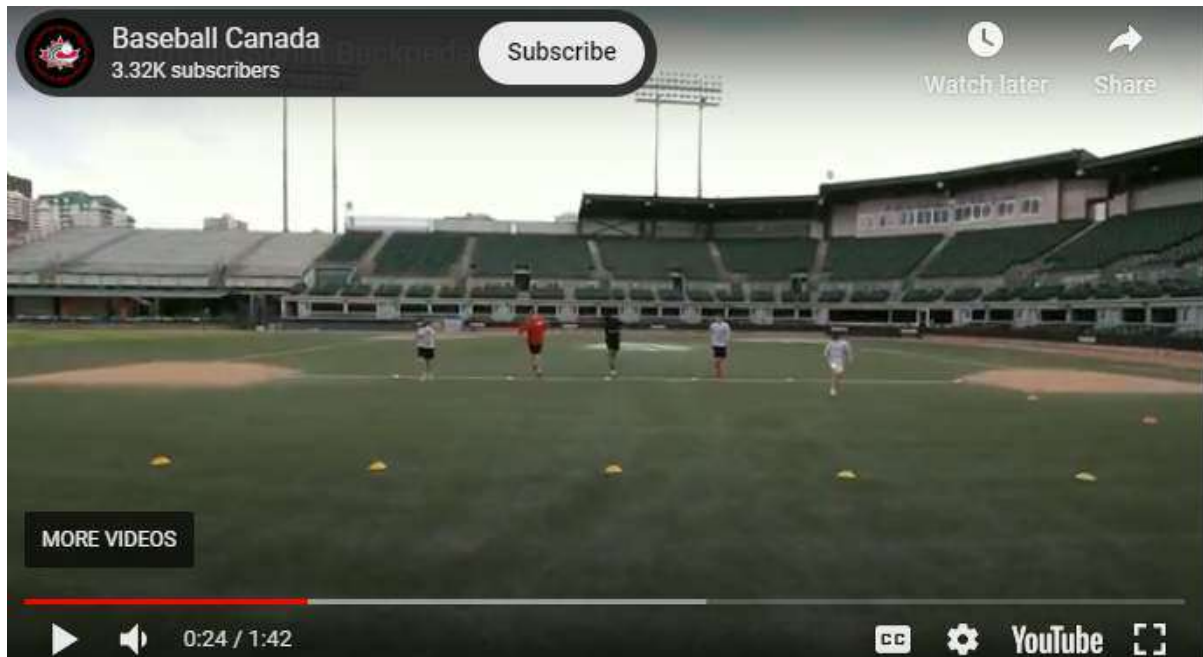 Baseball Canada
3.32K subscribers
Subscribe
Watch later
Share
MORE VIDEOS
0:24 / 1:42
CC
YouTube